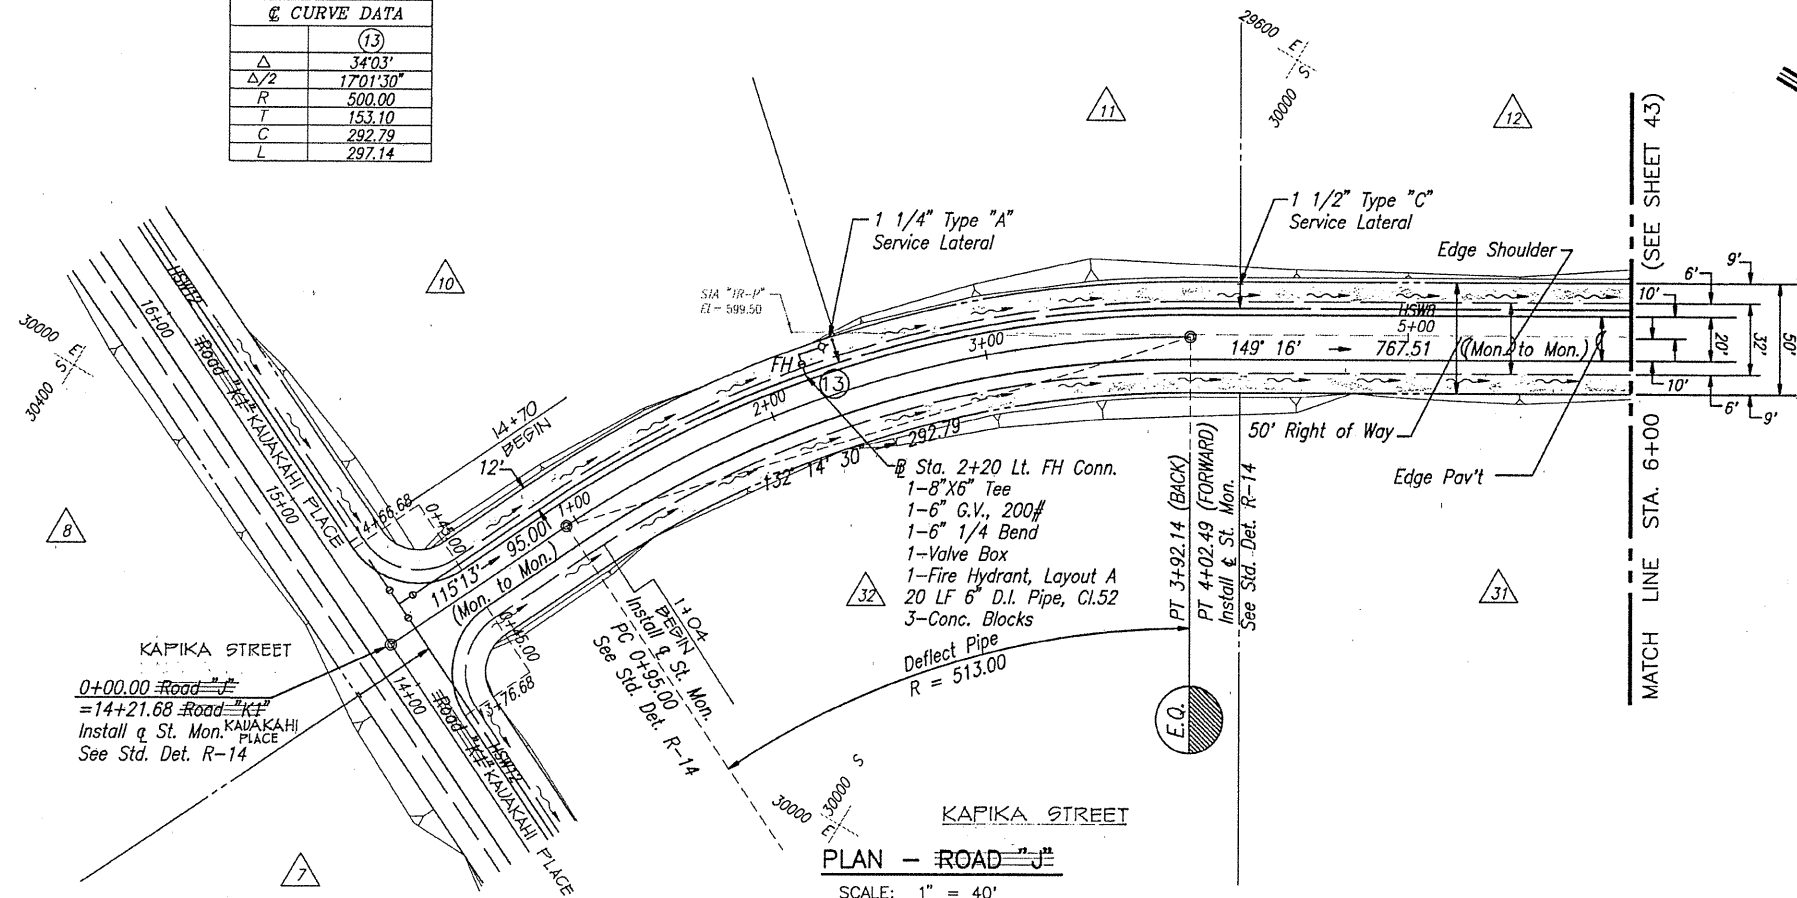 ℄ CURVE DATA
13
Δ 34°03'
Δ/2 17°01'30"
R 500.00
T 153.10
C 292.79
L 297.14
29600 E
30000 S
11
12
10
8
7
32
31
1 1/4" Type "A"
Service Lateral
1 1/2" Type "C"
Service Lateral
Edge Shoulder
STA "IR-P"
EL= 599.50
FH
13
HSW8
5+00
149° 16' → 767.51 (Mon. to Mon.)
3+00
2+00
1+00
132° 14' 30" → 292.79
50' Right of Way
Edge Pav't
9'
6'
10'
20'
32'
50'
10'
6'
9'
MATCH LINE STA. 6+00 (SEE SHEET 43)
30000 E
30400 S
HSW12
16+00
Road "K1" KAUAKAHI PLACE
15+00
14+70
BEGIN
12'
14+66.68
0+45.00
115°13' → 95.00
(Mon. to Mon.)
0+45.00
13+76.68
14+00
Road "K1" KAUAKAHI PLACE
HSW12
1+04
BEGIN
Install ℄ St. Mon.
PC 0+95.00
See Std. Det. R-14
℄ Sta. 2+20 Lt. FH Conn.
1-8"X6" Tee
1-6" G.V., 200#
1-6" 1/4 Bend
1-Valve Box
1-Fire Hydrant, Layout A
20 LF 6" D.I. Pipe, Cl.52
3-Conc. Blocks
Deflect Pipe
R = 513.00
PT 3+92.14 (BACK)
PT 4+02.49 (FORWARD)
Install ℄ St. Mon.
See Std. Det. R-14
E.Q.
KAPIKA STREET
0+00.00 Road "J"
=14+21.68 Road "K1"
Install ℄ St. Mon. KAUAKAHI PLACE
See Std. Det. R-14
30000 S
30000 E
KAPIKA STREET
PLAN - ROAD "J"
SCALE: 1" = 40'